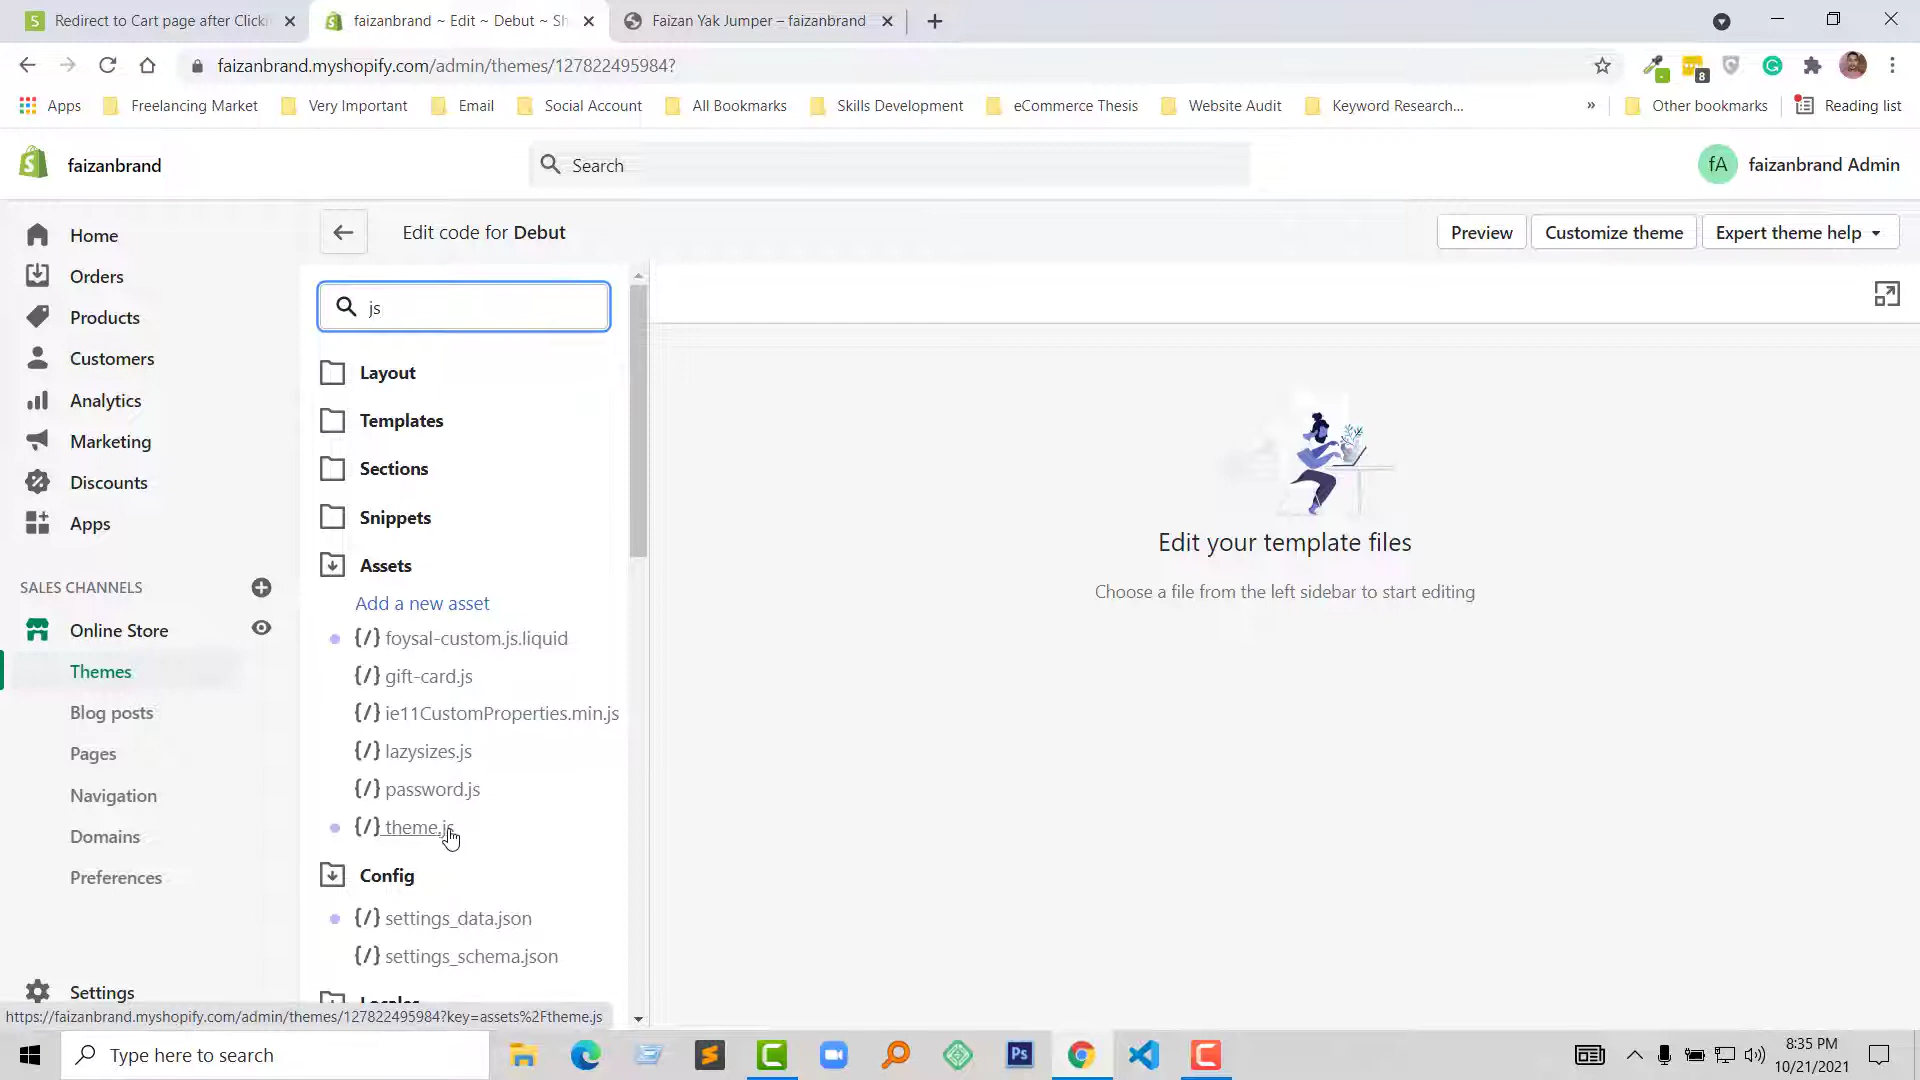 Redirect to Cart page after Clicki
faizanbrand ~ Edit ~ Debut ~ Sh
Faizan Yak Jumper – faizanbrand
faizanbrand.myshopify.com/admin/themes/127822495984?
8
Apps
Freelancing Market
Very Important
Email
Social Account
All Bookmarks
Skills Development
eCommerce Thesis
Website Audit
Keyword Research...
»
Other bookmarks
Reading list
faizanbrand
Search
fA
faizanbrand Admin
Home
Orders
Products
Customers
Analytics
Marketing
Discounts
Apps
SALES CHANNELS
Online Store
Themes
Blog posts
Pages
Navigation
Domains
Preferences
Settings
Edit code for Debut
Preview
Customize theme
Expert theme help
js
Layout
Templates
Sections
Snippets
Assets
Add a new asset
{/} foysal-custom.js.liquid
{/} gift-card.js
{/} ie11CustomProperties.min.js
{/} lazysizes.js
{/} password.js
{/} theme.js
Config
{/} settings_data.json
{/} settings_schema.json
Locales
Edit your template files
Choose a file from the left sidebar to start editing
https://faizanbrand.myshopify.com/admin/themes/127822495984?key=assets%2Ftheme.js
Type here to search
Ps
8:35 PM
10/21/2021